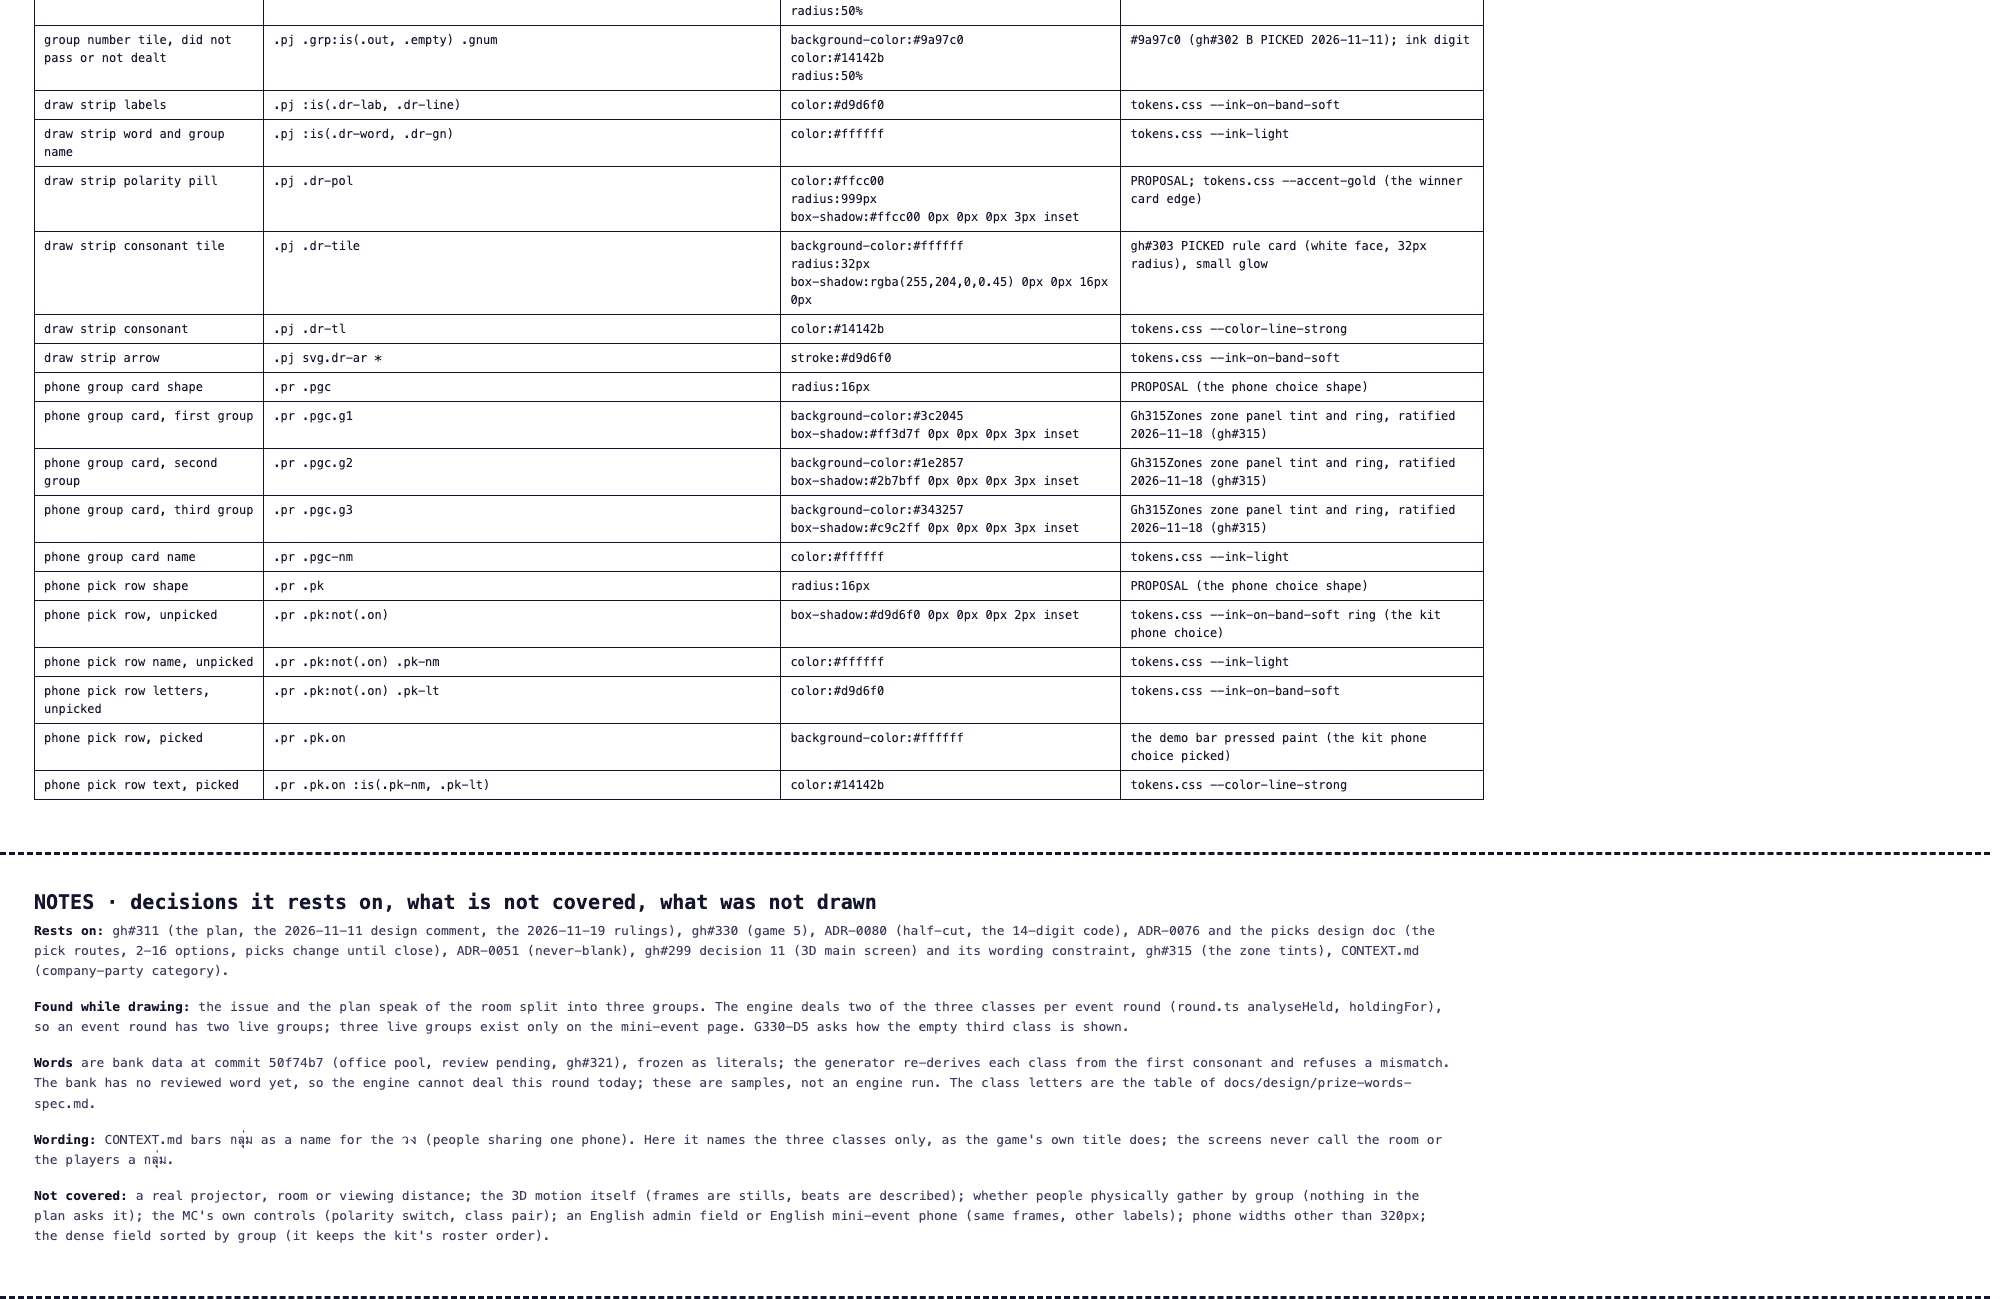 radius:50%
group number tile, did not
pass or not dealt
.pj .grp:is(.out, .empty) .gnum
background-color:#9a97c0
color:#14142b
radius:50%
#9a97c0 (gh#302 B PICKED 2026-11-11); ink digit
draw strip labels
.pj :is(.dr-lab, .dr-line)
color:#d9d6f0
tokens.css --ink-on-band-soft
draw strip word and group
name
.pj :is(.dr-word, .dr-gn)
color:#ffffff
tokens.css --ink-light
draw strip polarity pill
.pj .dr-pol
color:#ffcc00
radius:999px
box-shadow:#ffcc00 0px 0px 0px 3px inset
PROPOSAL; tokens.css --accent-gold (the winner
card edge)
draw strip consonant tile
.pj .dr-tile
background-color:#ffffff
radius:32px
box-shadow:rgba(255,204,0,0.45) 0px 0px 16px
0px
gh#303 PICKED rule card (white face, 32px
radius), small glow
draw strip consonant
.pj .dr-tl
color:#14142b
tokens.css --color-line-strong
draw strip arrow
.pj svg.dr-ar *
stroke:#d9d6f0
tokens.css --ink-on-band-soft
phone group card shape
.pr .pgc
radius:16px
PROPOSAL (the phone choice shape)
phone group card, first group
.pr .pgc.g1
background-color:#3c2045
box-shadow:#ff3d7f 0px 0px 0px 3px inset
Gh315Zones zone panel tint and ring, ratified
2026-11-18 (gh#315)
phone group card, second
group
.pr .pgc.g2
background-color:#1e2857
box-shadow:#2b7bff 0px 0px 0px 3px inset
Gh315Zones zone panel tint and ring, ratified
2026-11-18 (gh#315)
phone group card, third group
.pr .pgc.g3
background-color:#343257
box-shadow:#c9c2ff 0px 0px 0px 3px inset
Gh315Zones zone panel tint and ring, ratified
2026-11-18 (gh#315)
phone group card name
.pr .pgc-nm
color:#ffffff
tokens.css --ink-light
phone pick row shape
.pr .pk
radius:16px
PROPOSAL (the phone choice shape)
phone pick row, unpicked
.pr .pk:not(.on)
box-shadow:#d9d6f0 0px 0px 0px 2px inset
tokens.css --ink-on-band-soft ring (the kit
phone choice)
phone pick row name, unpicked
.pr .pk:not(.on) .pk-nm
color:#ffffff
tokens.css --ink-light
phone pick row letters,
unpicked
.pr .pk:not(.on) .pk-lt
color:#d9d6f0
tokens.css --ink-on-band-soft
phone pick row, picked
.pr .pk.on
background-color:#ffffff
the demo bar pressed paint (the kit phone
choice picked)
phone pick row text, picked
.pr .pk.on :is(.pk-nm, .pk-lt)
color:#14142b
tokens.css --color-line-strong
NOTES · decisions it rests on, what is not covered, what was not drawn
Rests on: gh#311 (the plan, the 2026-11-11 design comment, the 2026-11-19 rulings), gh#330 (game 5), ADR-0080 (half-cut, the 14-digit code), ADR-0076 and the picks design doc (the
pick routes, 2-16 options, picks change until close), ADR-0051 (never-blank), gh#299 decision 11 (3D main screen) and its wording constraint, gh#315 (the zone tints), CONTEXT.md
(company-party category).
Found while drawing: the issue and the plan speak of the room split into three groups. The engine deals two of the three classes per event round (round.ts analyseHeld, holdingFor),
so an event round has two live groups; three live groups exist only on the mini-event page. G330-D5 asks how the empty third class is shown.
Words are bank data at commit 50f74b7 (office pool, review pending, gh#321), frozen as literals; the generator re-derives each class from the first consonant and refuses a mismatch.
The bank has no reviewed word yet, so the engine cannot deal this round today; these are samples, not an engine run. The class letters are the table of docs/design/prize-words-
spec.md.
Wording: CONTEXT.md bars กลุ่ม as a name for the วง (people sharing one phone). Here it names the three classes only, as the game's own title does; the screens never call the room or
the players a กลุ่ม.
Not covered: a real projector, room or viewing distance; the 3D motion itself (frames are stills, beats are described); whether people physically gather by group (nothing in the
plan asks it); the MC's own controls (polarity switch, class pair); an English admin field or English mini-event phone (same frames, other labels); phone widths other than 320px;
the dense field sorted by group (it keeps the kit's roster order).